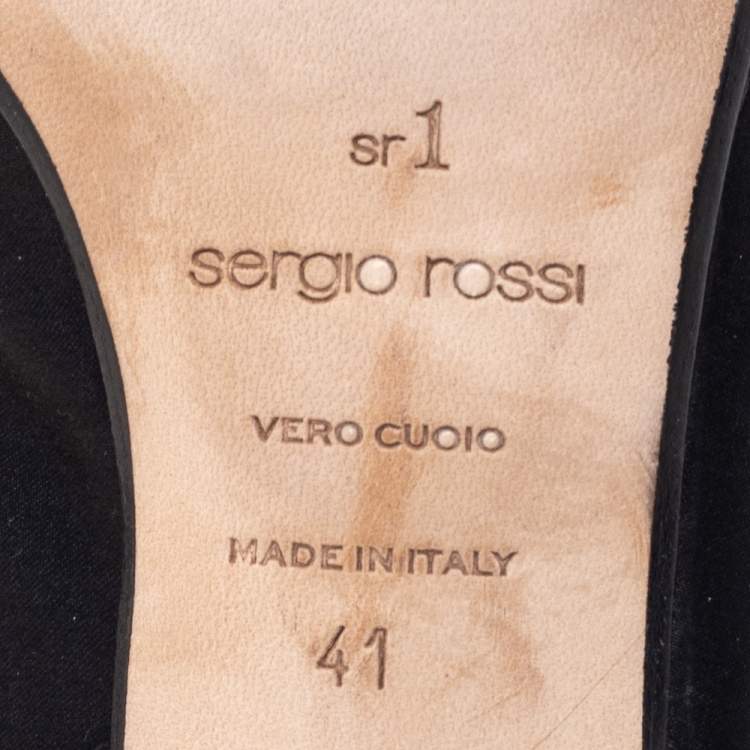 sr1
sergio rossi
VERO CUOIO
MADE IN ITALY
41